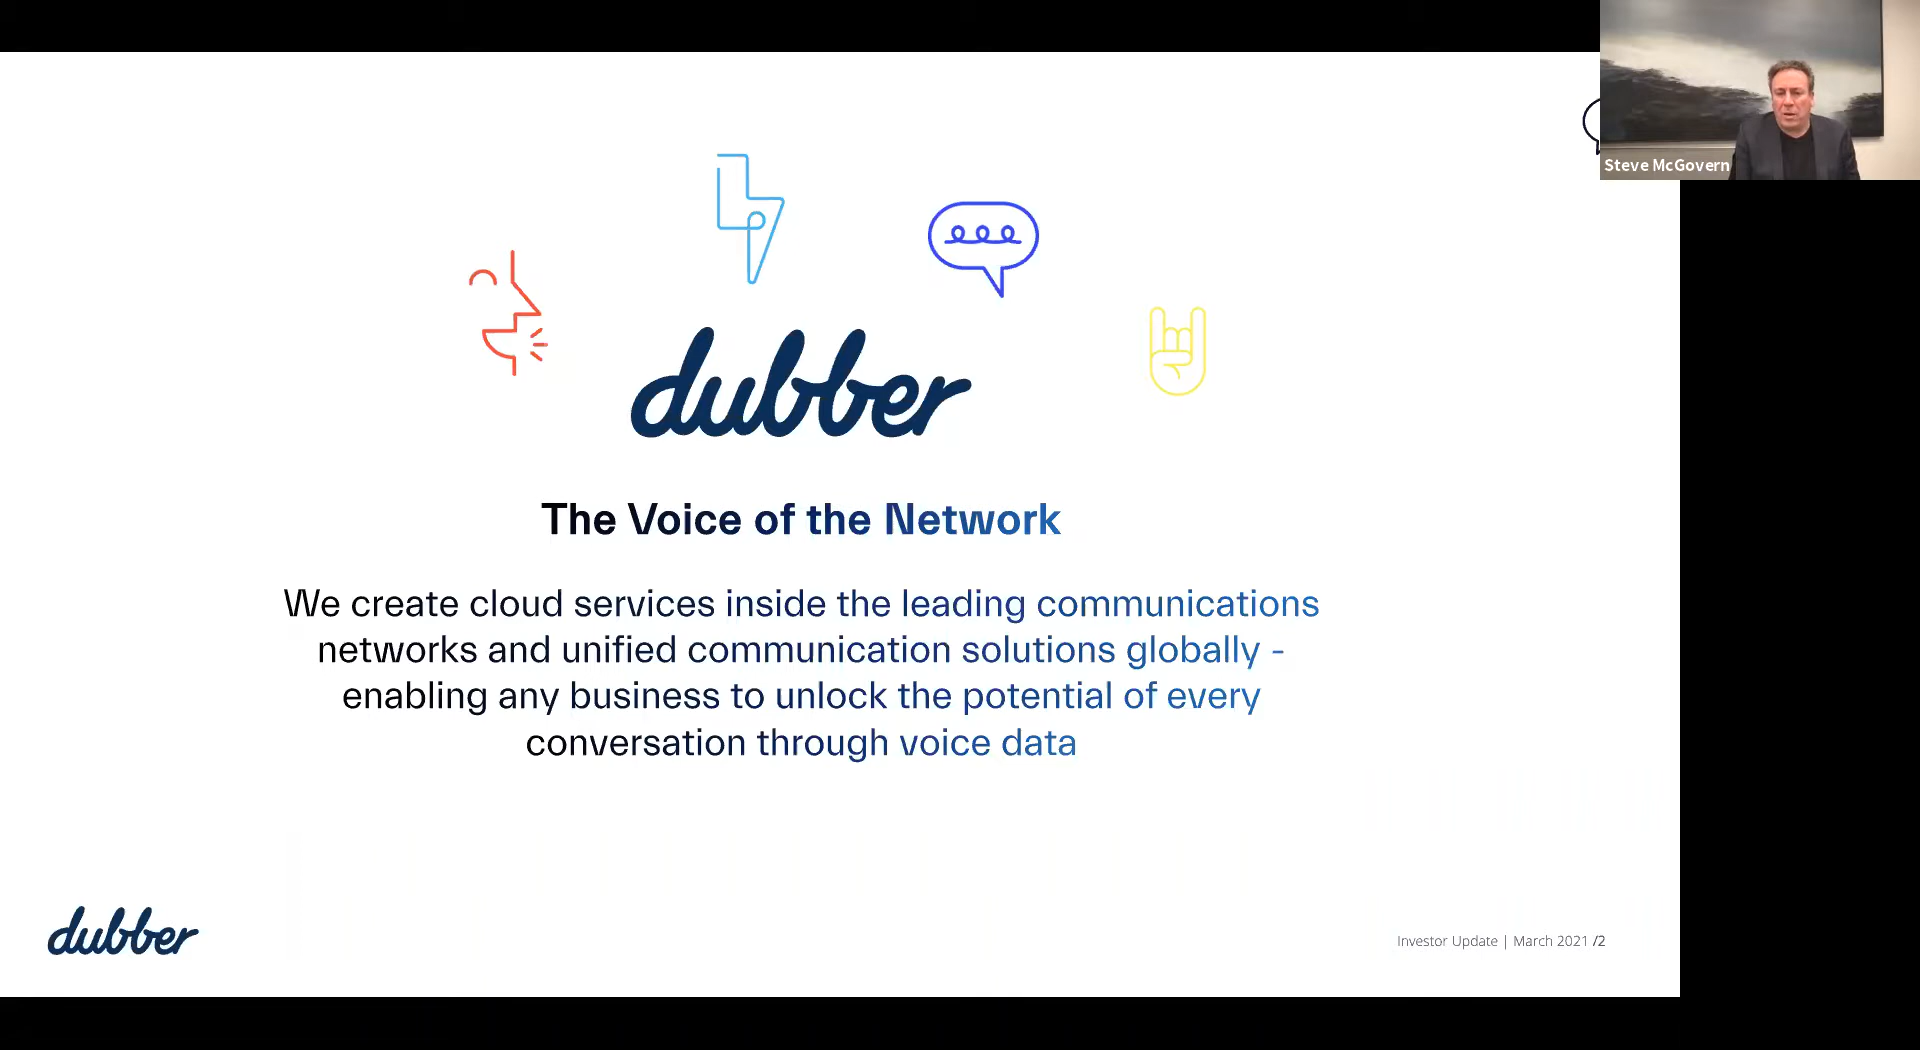 Steve McGovern
dubber
The Voice of the Network
We create cloud services inside the leading communications
networks and unified communication solutions globally -
enabling any business to unlock the potential of every
conversation through voice data
dubber
Investor Update | March 2021 /2